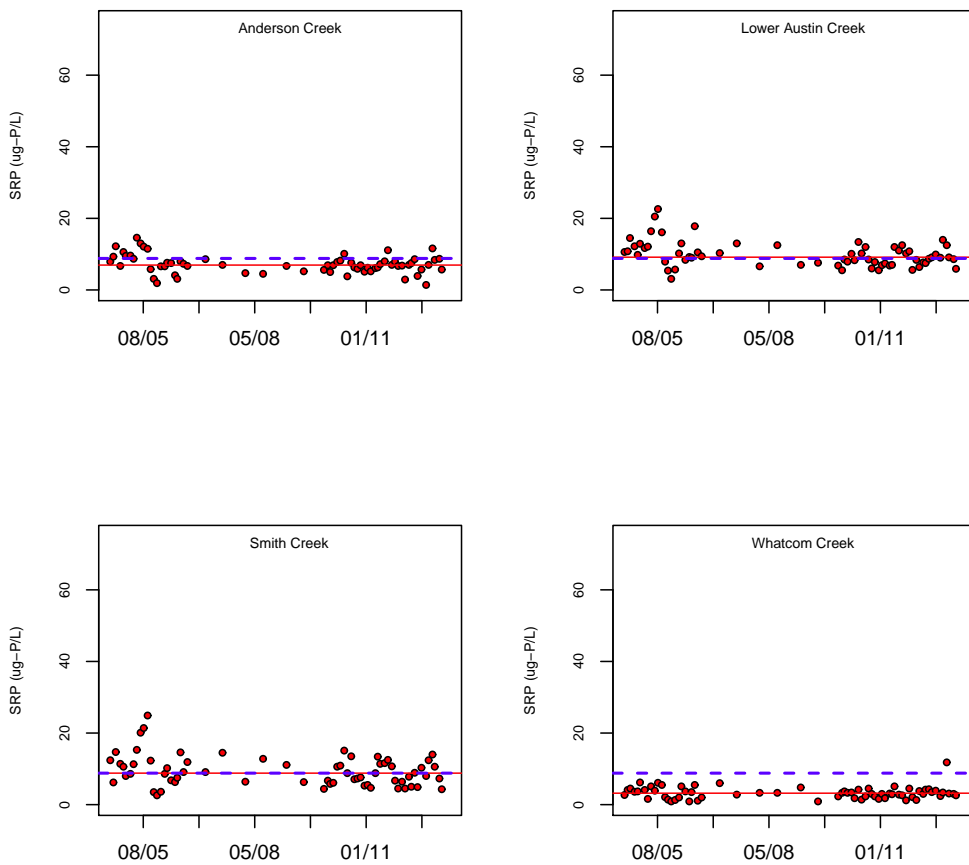 Anderson Creek
SRP (ug−P/L)
60
40
20
0
08/05 05/08 01/11
Lower Austin Creek
SRP (ug−P/L)
60
40
20
0
08/05 05/08 01/11
Smith Creek
SRP (ug−P/L)
60
40
20
0
08/05 05/08 01/11
Whatcom Creek
SRP (ug−P/L)
60
40
20
0
08/05 05/08 01/11